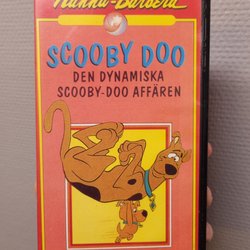 Hanna-Barbera
SCOOBY DOO
DEN DYNAMISKA
SCOOBY-DOO AFFÄREN